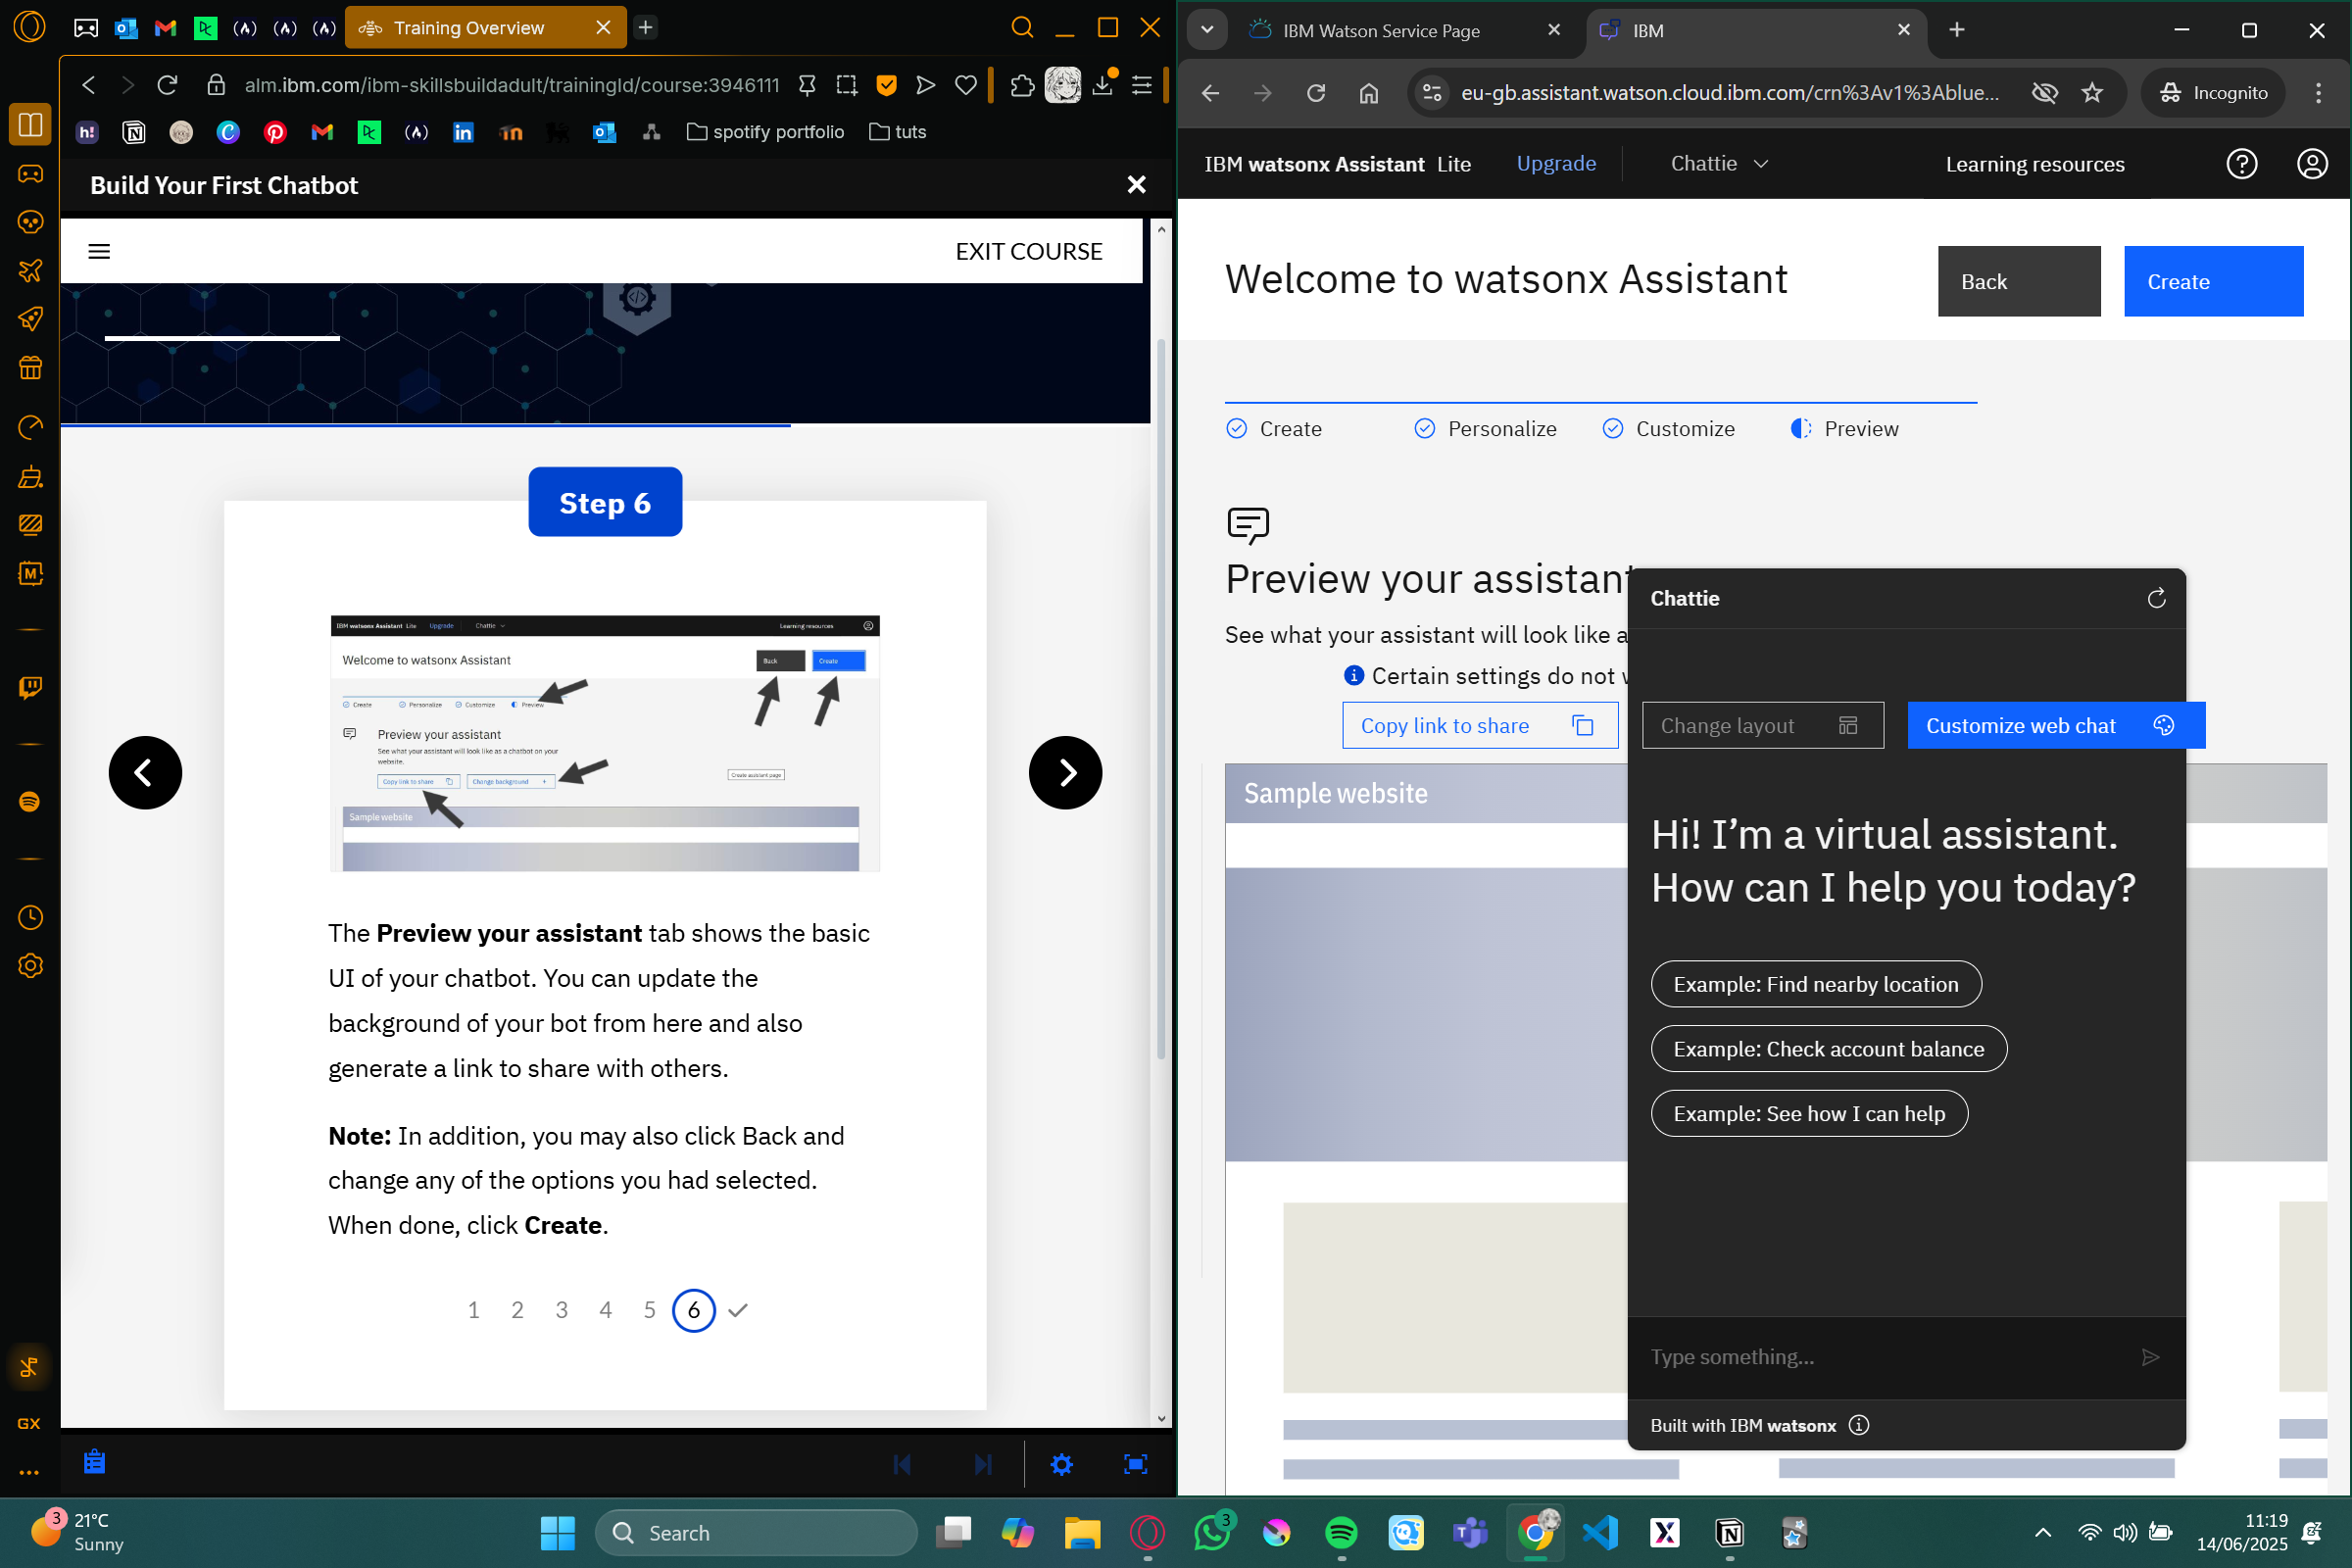 Training Overview
alm.ibm.com/ibm-skillsbuildadult/trainingId/course:3946111
spotify portfolio
tuts
Build Your First Chatbot
EXIT COURSE
Step 6
IBM watsonx Assistant Lite
Upgrade
Chattie
Learning resources
Welcome to watsonx Assistant
Back
Create
Create
Personalize
Customize
Preview
Preview your assistant
See what your assistant will look like as a chatbot on your
website.
Copy link to share
Change background
Create assistant page
Sample website
The Preview your assistant tab shows the basic
UI of your chatbot. You can update the
background of your bot from here and also
generate a link to share with others.
Note: In addition, you may also click Back and
change any of the options you had selected.
When done, click Create.
1 2 3 4 5 6
GX
IBM Watson Service Page
IBM
eu-gb.assistant.watson.cloud.ibm.com/crn%3Av1%3Ablue...
Incognito
IBM watsonx Assistant Lite
Upgrade
Chattie
Learning resources
Welcome to watsonx Assistant
Back
Create
Create
Personalize
Customize
Preview
Preview your assistant
See what your assistant will look like a
Certain settings do not
Copy link to share
Change layout
Customize web chat
Sample website
Chattie
Hi! I'm a virtual assistant.
How can I help you today?
Example: Find nearby location
Example: Check account balance
Example: See how I can help
Type something...
Built with IBM watsonx
3
21°C
Sunny
Search
3
11:19
14/06/2025